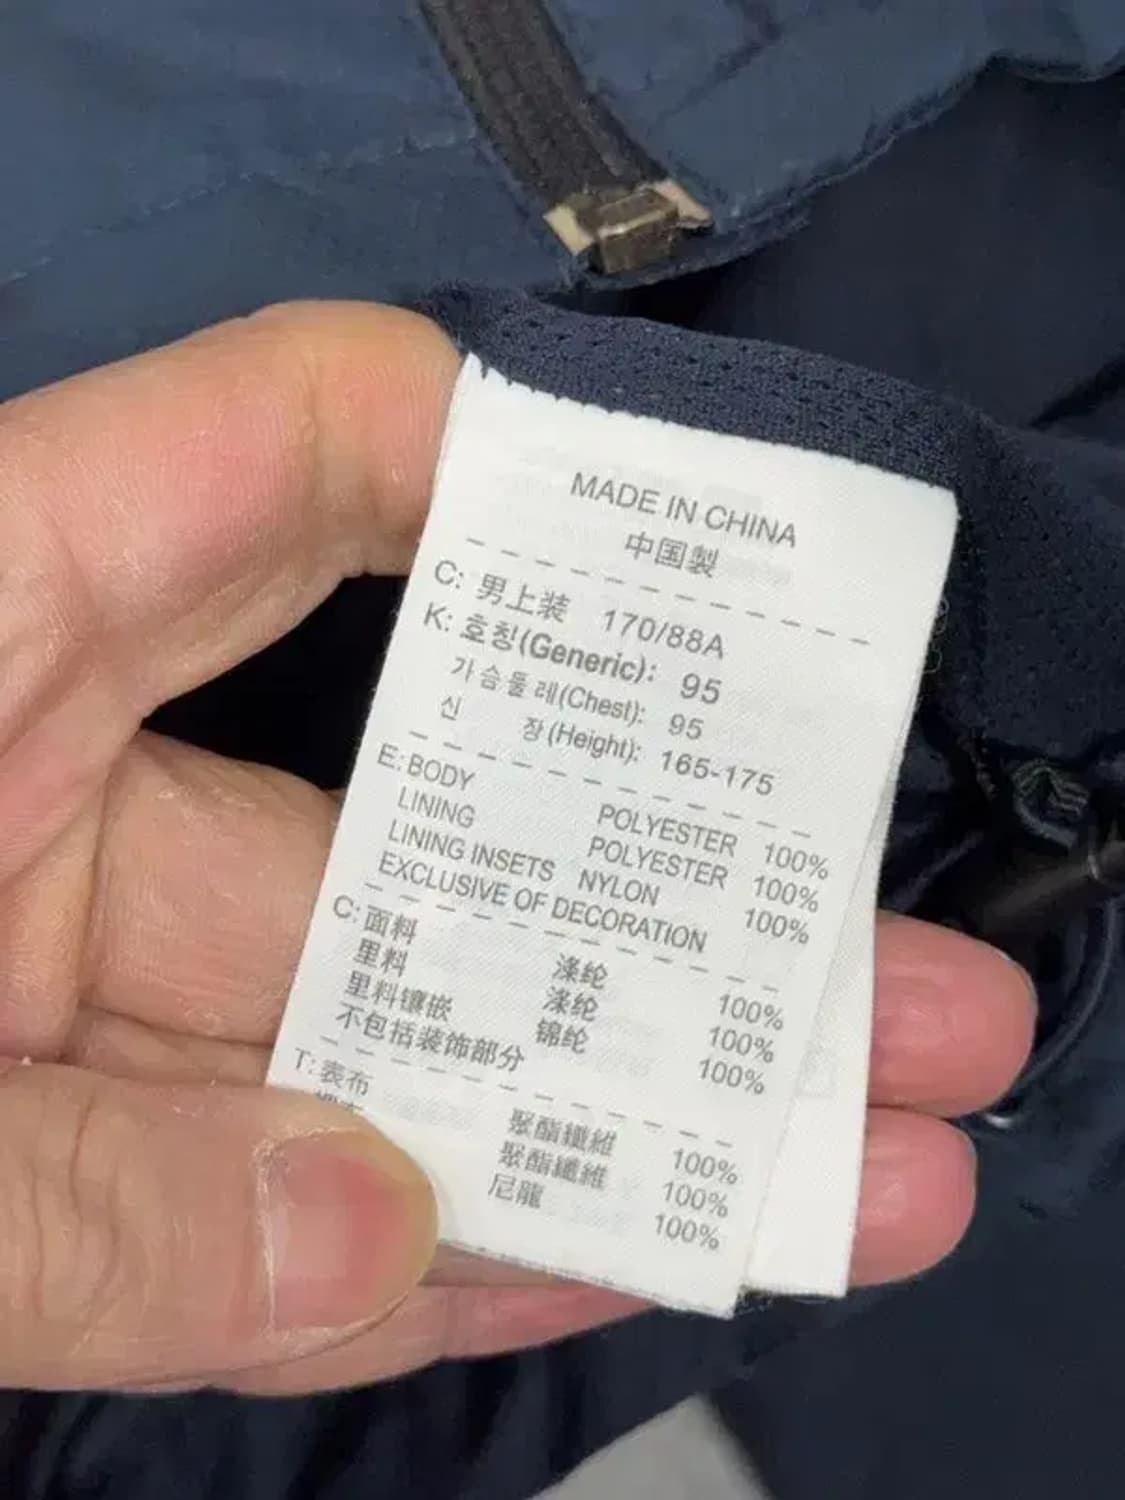 MADE IN CHINA
中国製
C: 男上装 170/88A
K: 호칭(Generic): 95
가슴둘레(Chest): 95
신 장(Height): 165-175
E: BODY POLYESTER 100%
LINING POLYESTER 100%
LINING INSETS NYLON 100%
EXCLUSIVE OF DECORATION
C: 面料 涤纶 100%
里料 涤纶 100%
里料镶嵌 锦纶 100%
不包括装饰部分
T: 表布 聚酯纖維 100%
聚酯纖維 100%
尼龍 100%